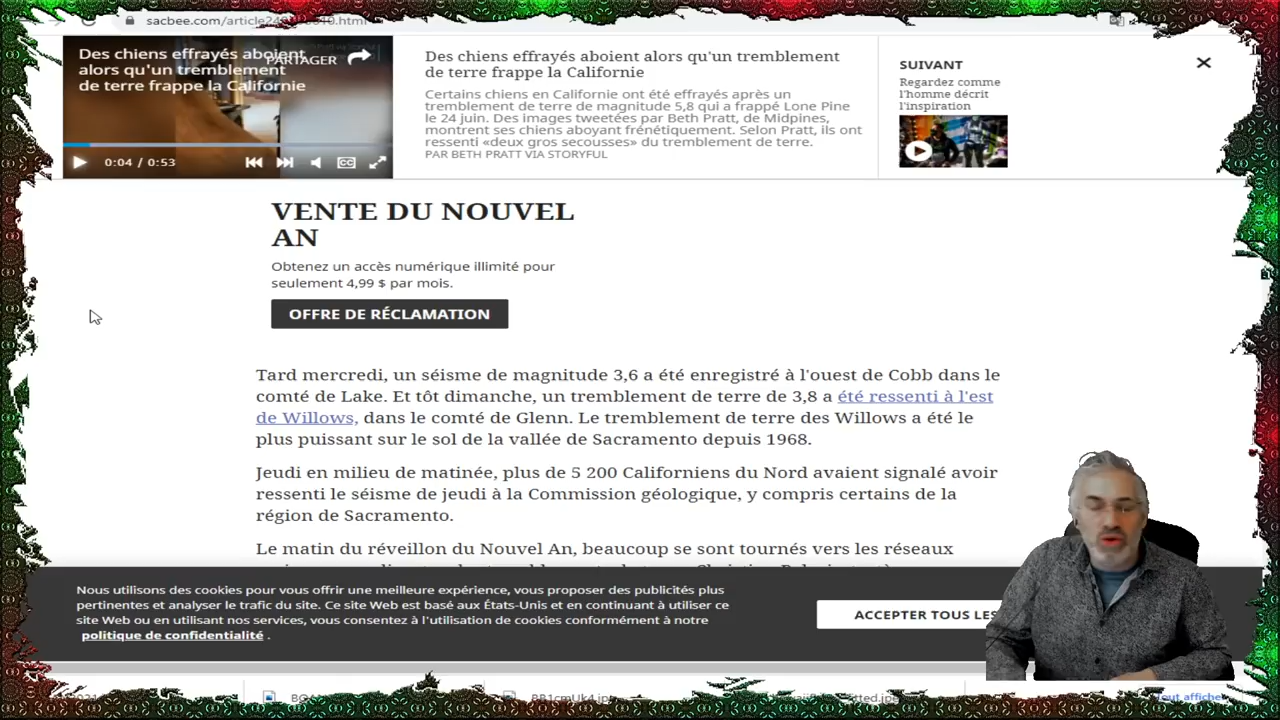 sacbee.com/article24
Des chiens effrayés aboient
alors qu'un tremblement
de terre frappe la Californie
PARTAGER
0:04 / 0:53
CC
Des chiens effrayés aboient alors qu'un tremblement
de terre frappe la Californie
Certains chiens en Californie ont été effrayés après un
tremblement de terre de magnitude 5,8 qui a frappé Lone Pine
le 24 juin. Des images tweetées par Beth Pratt, de Midpines,
montrent ses chiens aboyant frénétiquement. Selon Pratt, ils ont
ressenti «deux gros secousses» du tremblement de terre.
PAR BETH PRATT VIA STORYFUL
SUIVANT
Regardez comme
l'homme décrit
l'inspiration
VENTE DU NOUVEL
AN
Obtenez un accès numérique illimité pour
seulement 4,99 $ par mois.
OFFRE DE RÉCLAMATION
Tard mercredi, un séisme de magnitude 3,6 a été enregistré à l'ouest de Cobb dans le
comté de Lake. Et tôt dimanche, un tremblement de terre de 3,8 a été ressenti à l'est
de Willows, dans le comté de Glenn. Le tremblement de terre des Willows a été le
plus puissant sur le sol de la vallée de Sacramento depuis 1968.
Jeudi en milieu de matinée, plus de 5 200 Californiens du Nord avaient signalé avoir
ressenti le séisme de jeudi à la Commission géologique, y compris certains de la
région de Sacramento.
Le matin du réveillon du Nouvel An, beaucoup se sont tournés vers les réseaux
Nous utilisons des cookies pour vous offrir une meilleure expérience, vous proposer des publicités plus
pertinentes et analyser le trafic du site. Ce site Web est basé aux États-Unis et en continuant à utiliser ce
site Web ou en utilisant nos services, vous consentez à l'utilisation de cookies conformément à notre
politique de confidentialité .
ACCEPTER TOUS LES